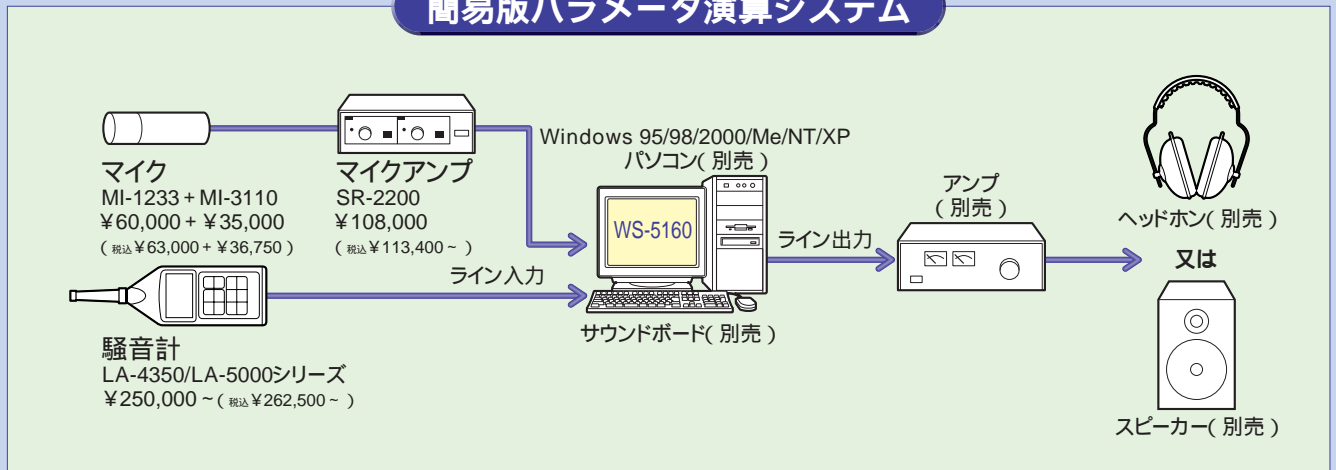 簡易版パラメータ演算システム
マイク
MI-1233 + MI-3110
¥60,000 + ¥35,000
( 税込¥63,000 + ¥36,750 )
マイクアンプ
SR-2200
¥108,000
( 税込¥113,400 ~ )
Windows 95/98/2000/Me/NT/XP
パソコン( 別売 )
WS-5160
サウンドボード( 別売 )
ライン入力
騒音計
LA-4350/LA-5000シリーズ
¥250,000 ~ ( 税込¥262,500 ~ )
ライン出力
アンプ
( 別売 )
ヘッドホン( 別売 )
又は
スピーカー( 別売 )